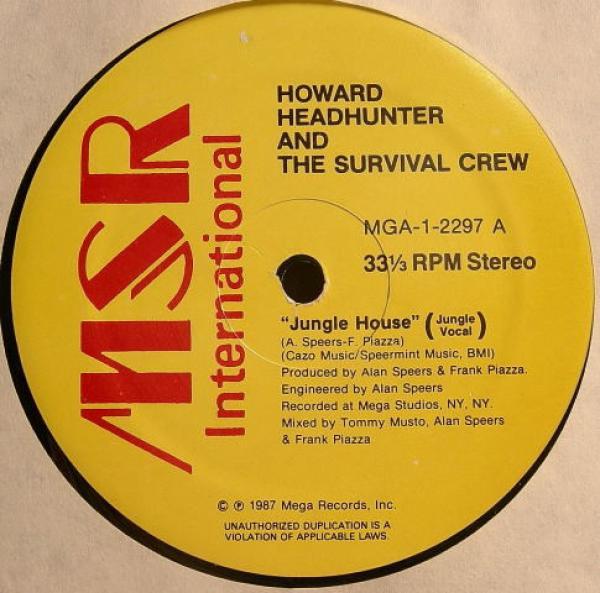 MSR
International
HOWARD
HEADHUNTER
AND
THE SURVIVAL CREW
MGA-1-2297 A
33⅓ RPM Stereo
"Jungle House" (Jungle Vocal)
(A. Speers-F. Piazza)
(Cazo Music/Speermint Music, BMI)
Produced by Alan Speers & Frank Piazza.
Engineered by Alan Speers
Recorded at Mega Studios, NY, NY.
Mixed by Tommy Musto, Alan Speers
& Frank Piazza
© ℗ 1987 Mega Records, Inc.
UNAUTHORIZED DUPLICATION IS A
VIOLATION OF APPLICABLE LAWS.